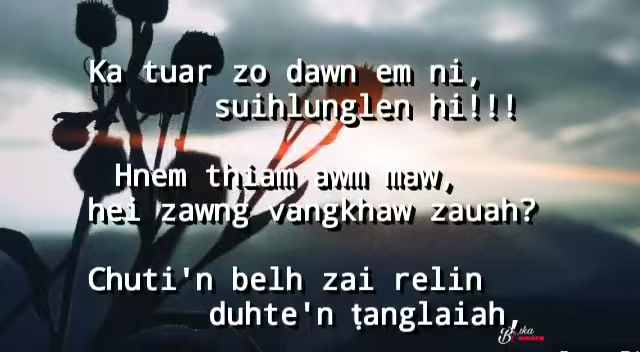 Ka tuar zo dawn em ni,
suihlunglen hi!!!
Hnem thiam awm maw,
hei zawng vangkhaw zauah?
Chuti'n belh zai relin
duhte'n ṭanglaiah,